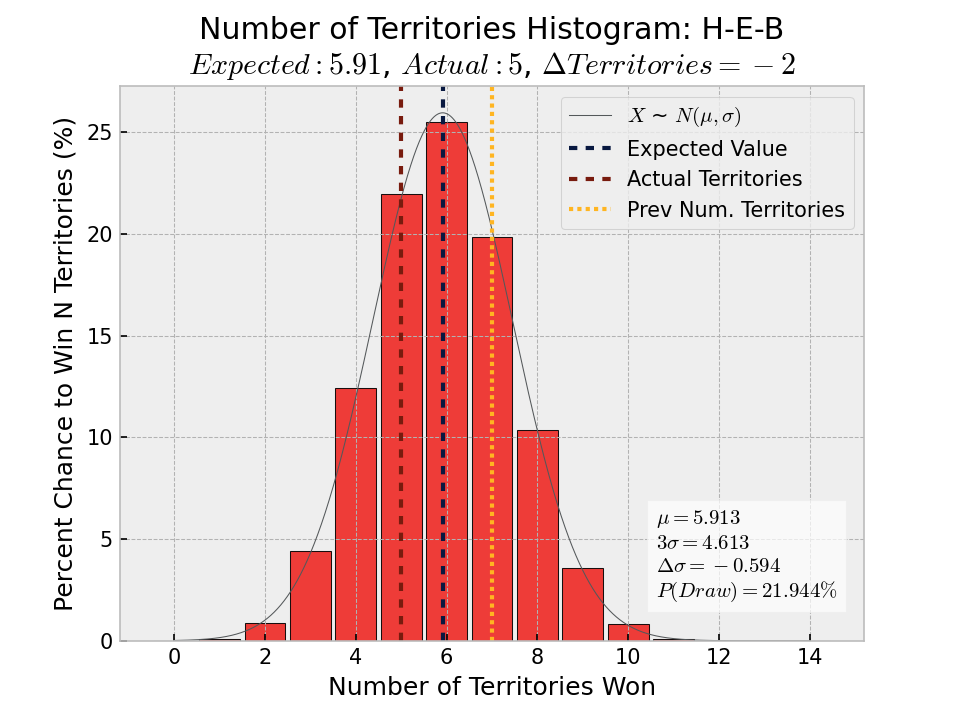 Number of Territories Histogram: H-E-B
Expected : 5.91, Actual : 5, ΔTerritories = −2
Percent Chance to Win N Territories (%)
25
20
15
10
5
0
X ∼ N(μ, σ)
Expected Value
Actual Territories
Prev Num. Territories
μ = 5.913
3σ = 4.613
Δσ = −0.594
P(Draw) = 21.944%
0 2 4 6 8 10 12 14
Number of Territories Won